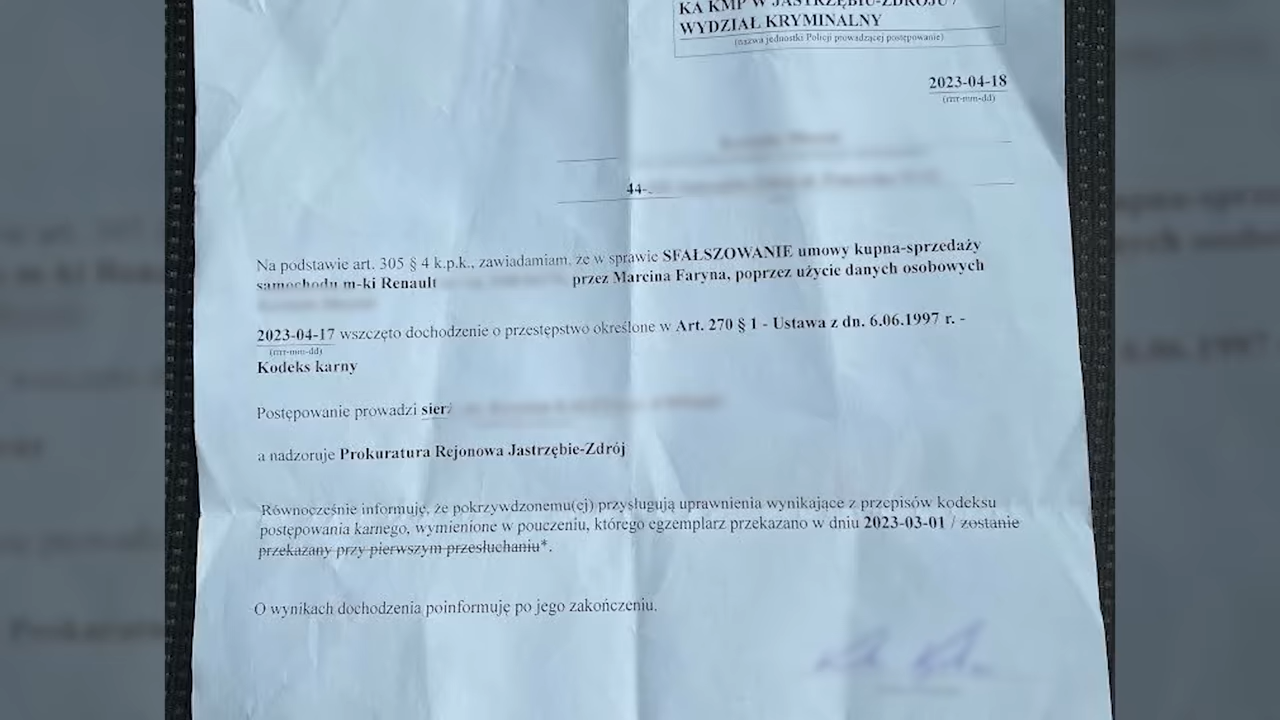 KA KMP W JASTRZĘBIU-ZDROJU /
WYDZIAŁ KRYMINALNY
(nazwa jednostki Policji prowadzącej postępowanie)
2023-04-18
(rrrr-mm-dd)
44-
Na podstawie art. 305 § 4 k.p.k., zawiadamiam, że w sprawie SFAŁSZOWANIE umowy kupna-sprzedaży
samochodu m-ki Renault przez Marcina Faryna, poprzez użycie danych osobowych
2023-04-17 wszczęto dochodzenie o przestępstwo określone w Art. 270 § 1 - Ustawa z dn. 6.06.1997 r. -
(rrrr-mm-dd)
Kodeks karny
Postępowanie prowadzi sierż
a nadzoruje Prokuratura Rejonowa Jastrzębie-Zdrój
Równocześnie informuję, że pokrzywdzonemu(ej) przysługują uprawnienia wynikające z przepisów kodeksu
postępowania karnego, wymienione w pouczeniu, którego egzemplarz przekazano w dniu 2023-03-01 / zostanie
przekazany przy pierwszym przesłuchaniu*.
O wynikach dochodzenia poinformuję po jego zakończeniu.